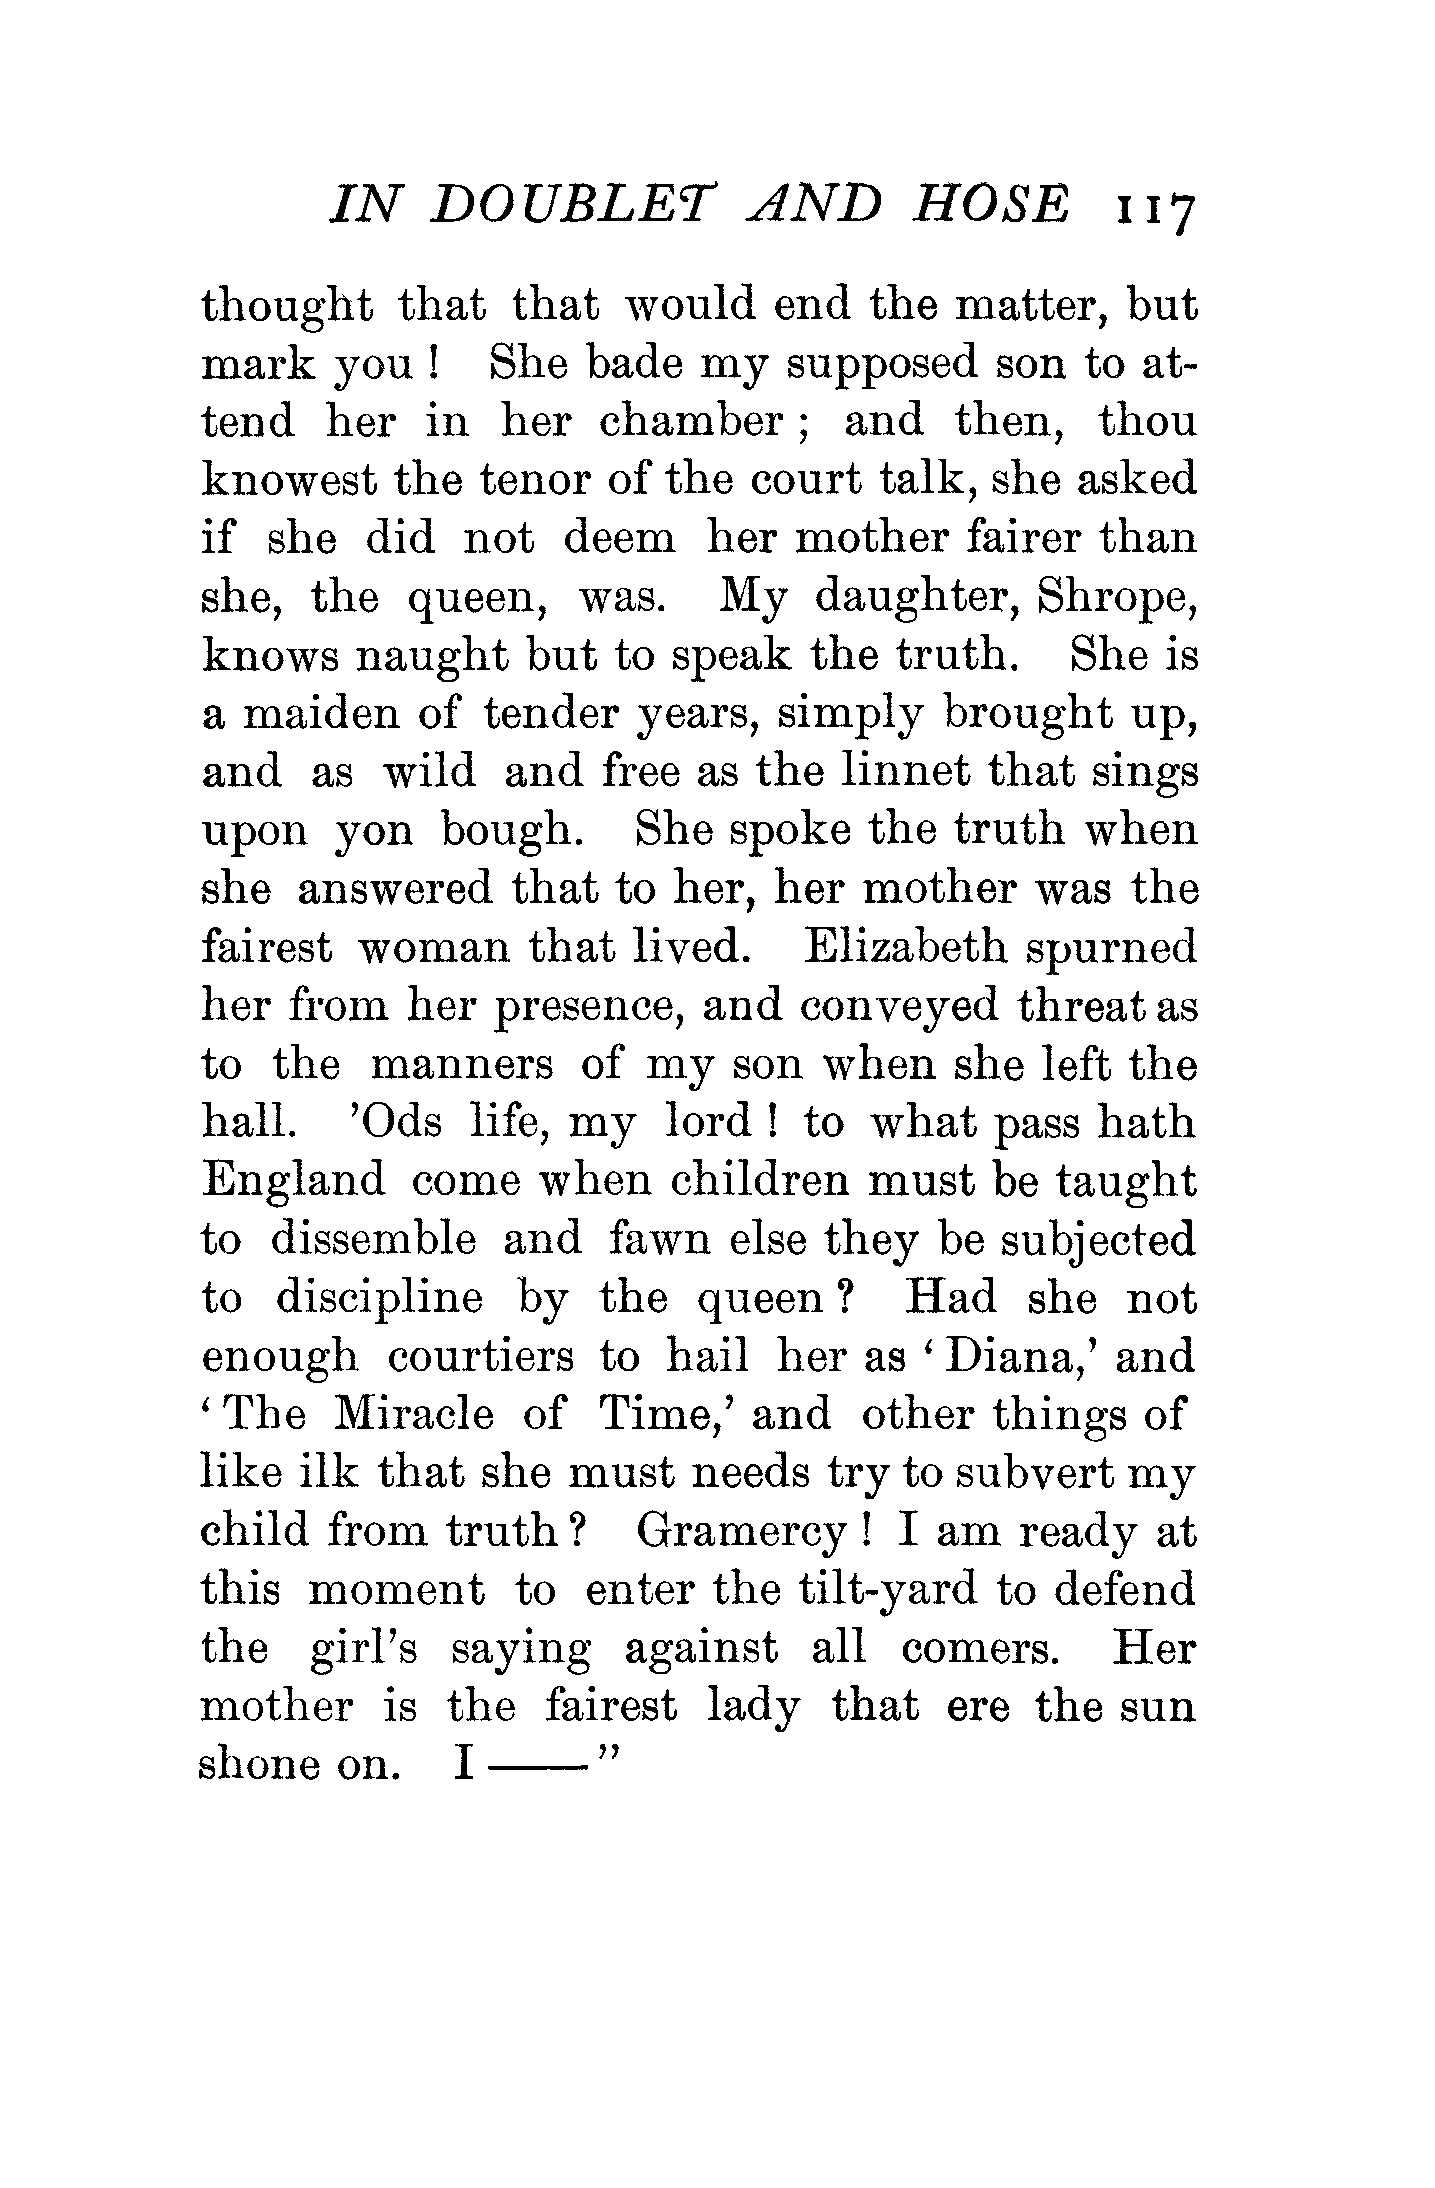 IN DOUBLET AND HOSE 117
thought that that would end the matter, but
mark you ! She bade my supposed son to at-
tend her in her chamber ; and then, thou
knowest the tenor of the court talk, she asked
if she did not deem her mother fairer than
she, the queen, was. My daughter, Shrope,
knows naught but to speak the truth. She is
a maiden of tender years, simply brought up,
and as wild and free as the linnet that sings
upon yon bough. She spoke the truth when
she answered that to her, her mother was the
fairest woman that lived. Elizabeth spurned
her from her presence, and conveyed threat as
to the manners of my son when she left the
hall. ’Ods life, my lord ! to what pass hath
England come when children must be taught
to dissemble and fawn else they be subjected
to discipline by the queen ? Had she not
enough courtiers to hail her as ‘ Diana,’ and
‘ The Miracle of Time,’ and other things of
like ilk that she must needs try to subvert my
child from truth ? Gramercy ! I am ready at
this moment to enter the tilt-yard to defend
the girl’s saying against all comers. Her
mother is the fairest lady that ere the sun
shone on. I ——”